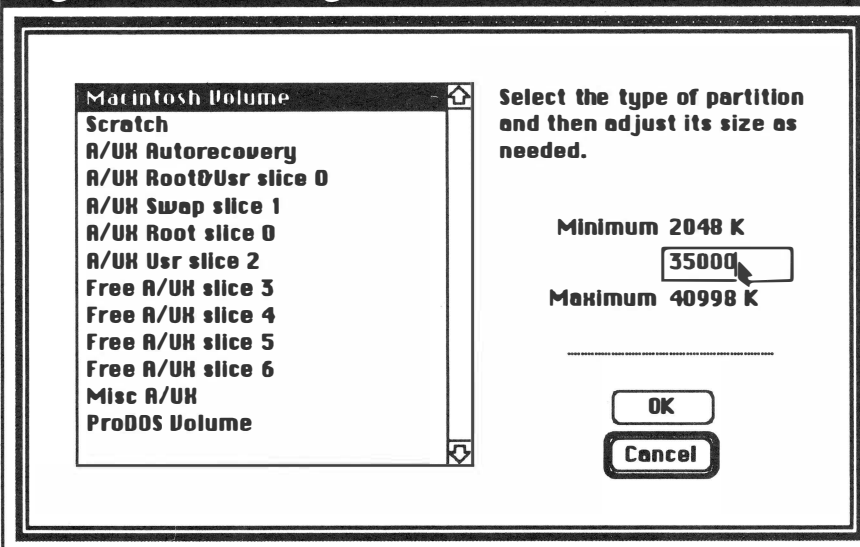 Macintosh Volume
Scratch
A/UX Autorecovery
A/UX Root&Usr slice 0
A/UX Swap slice 1
A/UX Root slice 0
A/UX Usr slice 2
Free A/UX slice 3
Free A/UX slice 4
Free A/UX slice 5
Free A/UX slice 6
Misc A/UX
ProDOS Volume
Select the type of partition
and then adjust its size as
needed.
Minimum 2048 K
35000
Maximum 40998 K
OK
Cancel